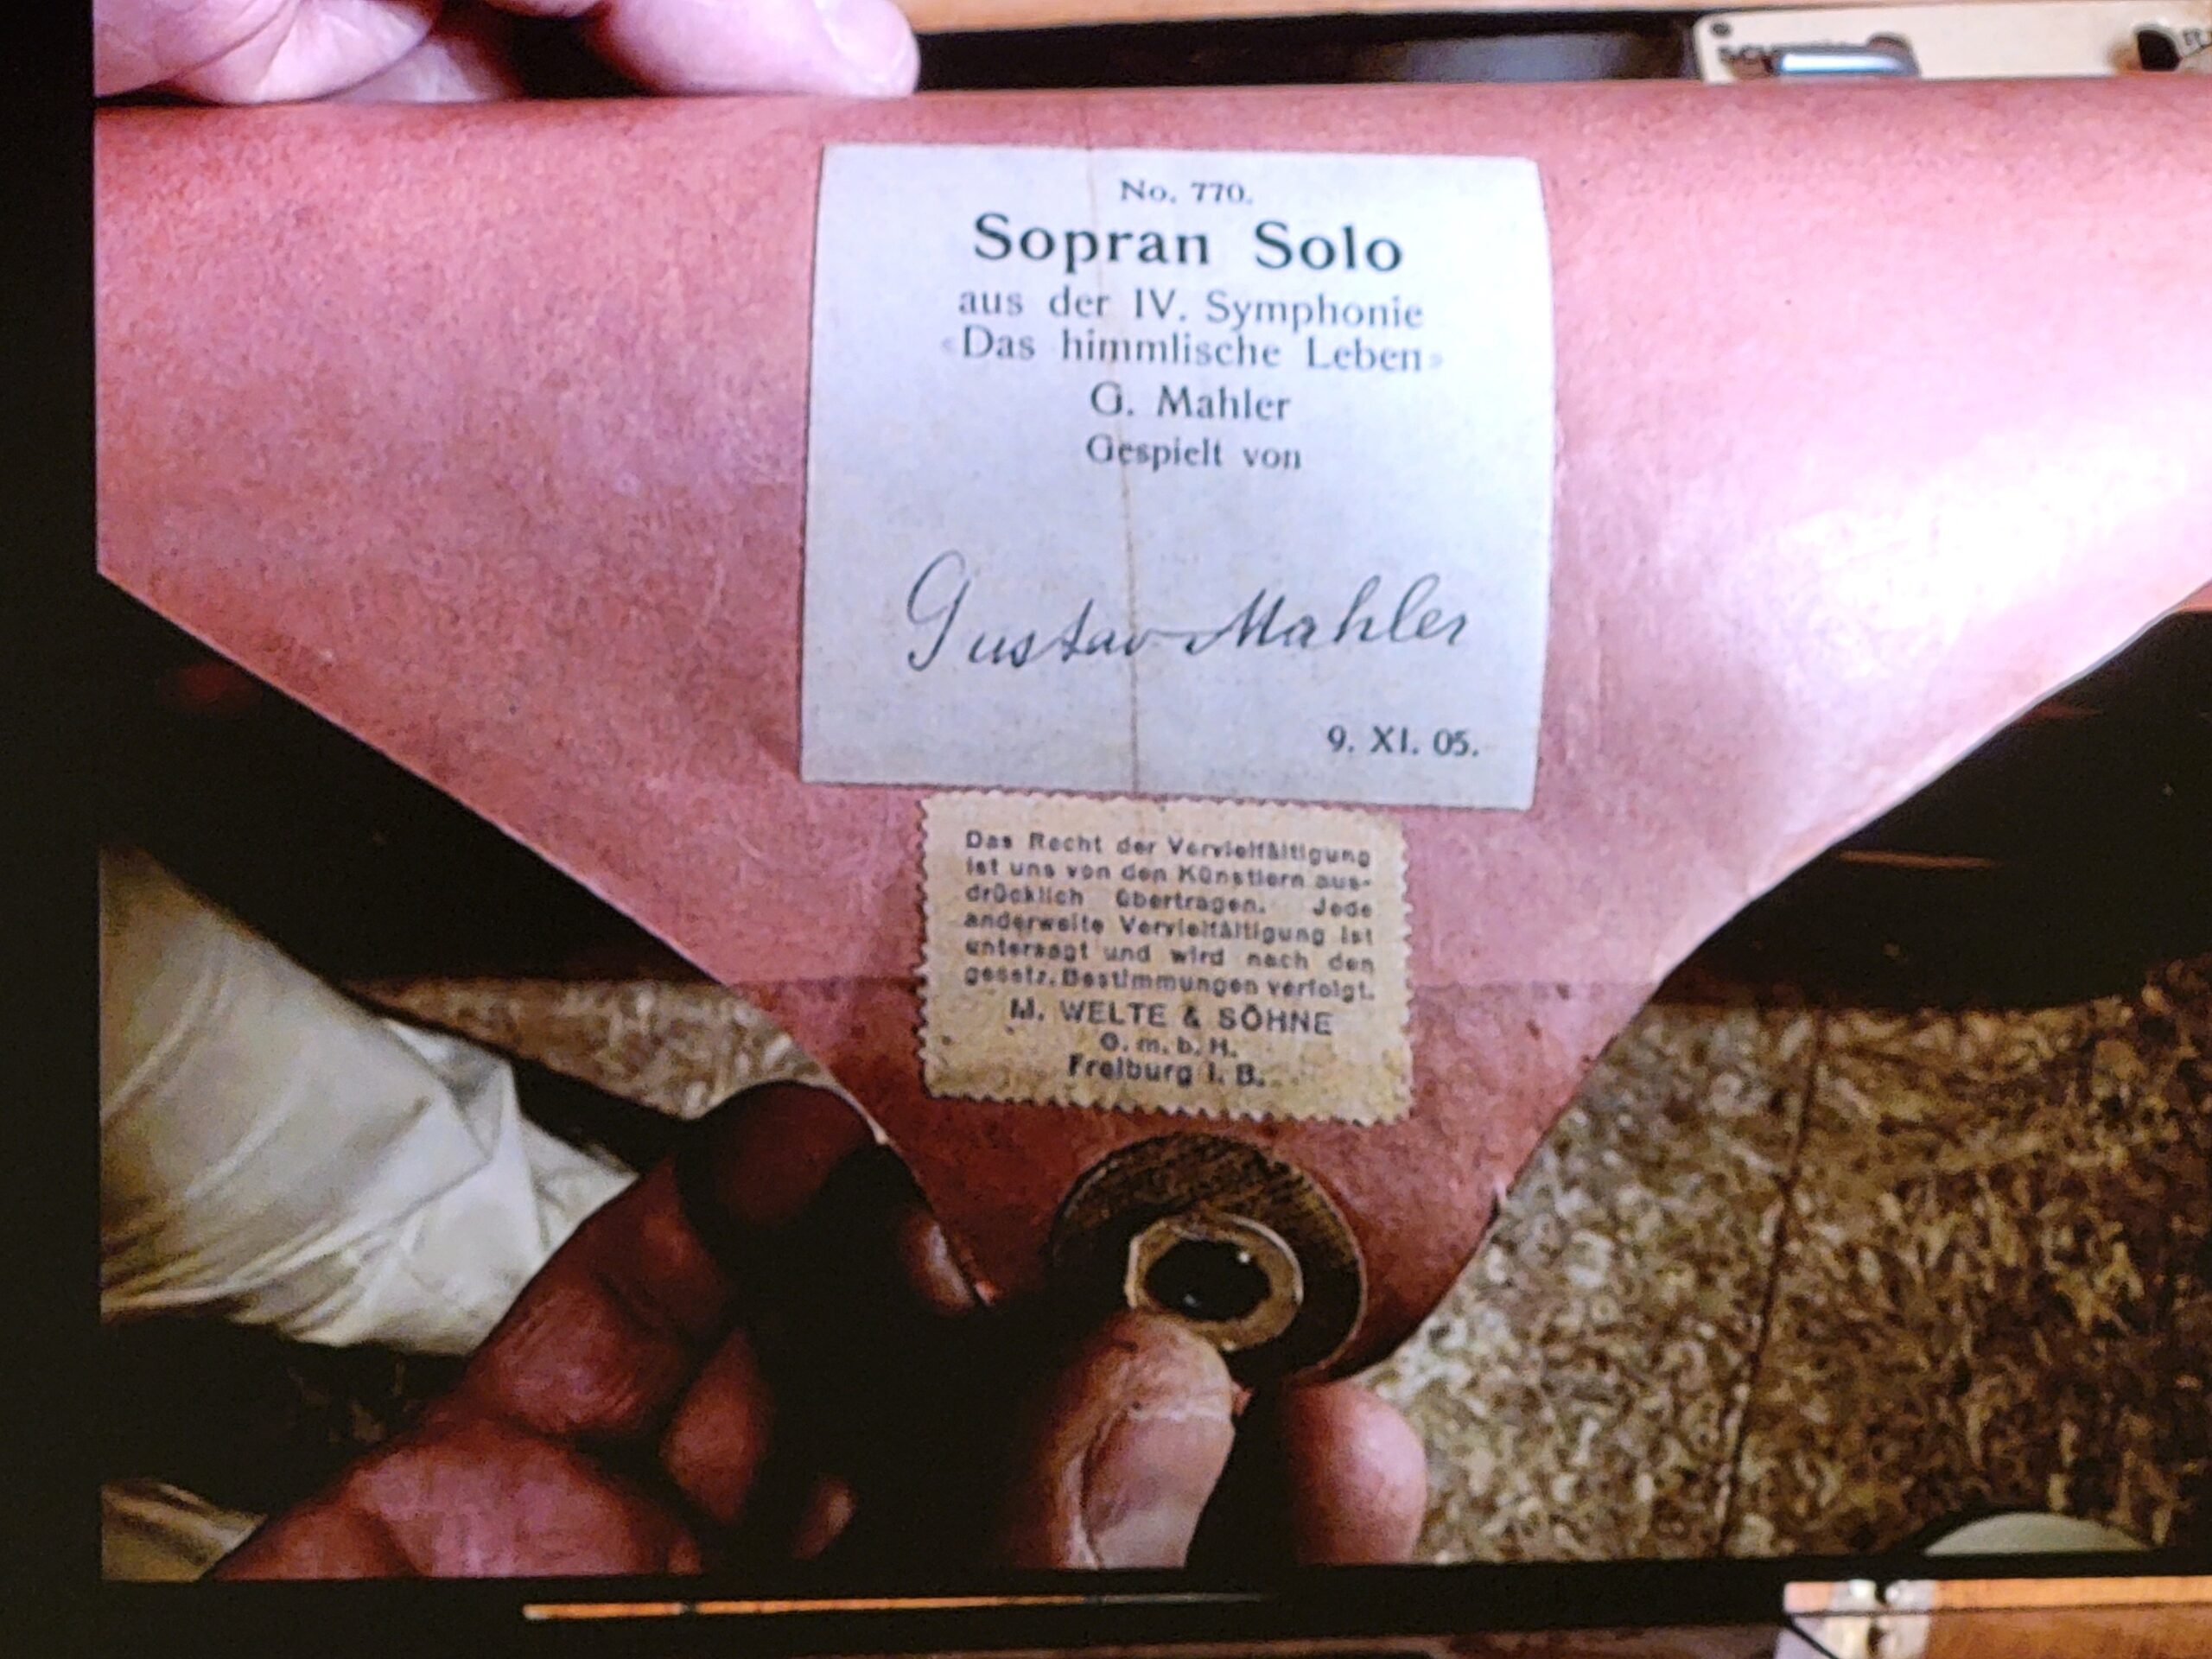 No. 770.
Sopran Solo
aus der IV. Symphonie
«Das himmlische Leben»
G. Mahler
Gespielt von
Gustav Mahler
9. XI. 05.
Das Recht der Vervielfältigung
ist uns von den Künstlern aus-
drücklich übertragen. Jede
anderweite Vervielfältigung ist
untersagt und wird nach den
gesetz. Bestimmungen verfolgt.
M. WELTE & SÖHNE
G. m. b. H.
Freiburg i. B.